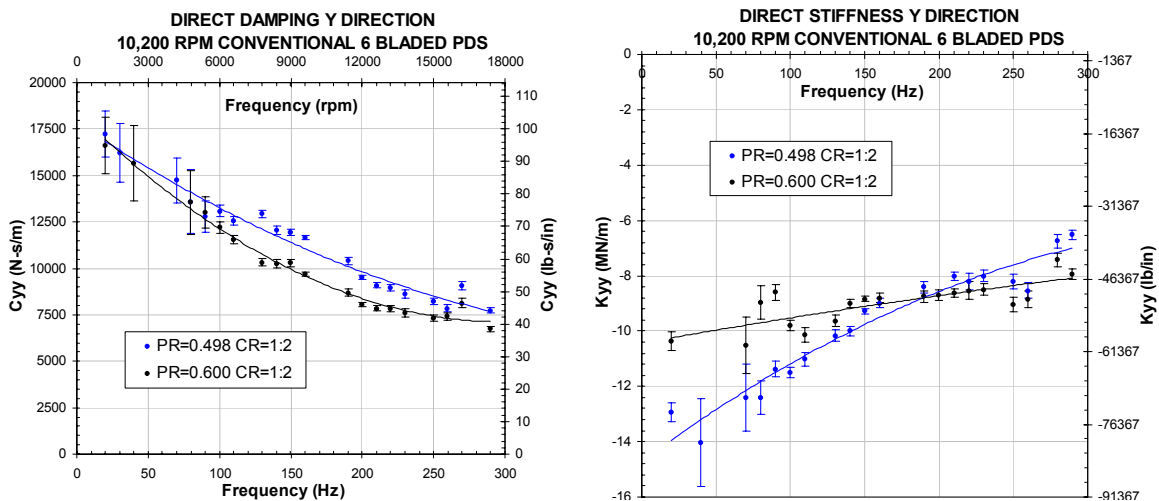 DIRECT DAMPING Y DIRECTION
10,200 RPM CONVENTIONAL 6 BLADED PDS
0 3000 6000 9000 12000 15000 18000
Frequency (rpm)
20000
17500
15000
12500
10000
7500
5000
2500
0
Cyy (N-s/m)
110
100
90
80
70
60
50
40
30
20
10
0
Cyy (lb-s/in)
PR=0.498 CR=1:2
PR=0.600 CR=1:2
0 50 100 150 200 250 300
Frequency (Hz)
DIRECT STIFFNESS Y DIRECTION
10,200 RPM CONVENTIONAL 6 BLADED PDS
0 50 100 150 200 250 300
Frequency (Hz)
0
-2
-4
-6
-8
-10
-12
-14
-16
Kyy (MN/m)
-1367
-16367
-31367
-46367
-61367
-76367
-91367
Kyy (lb/in)
PR=0.498 CR=1:2
PR=0.600 CR=1:2